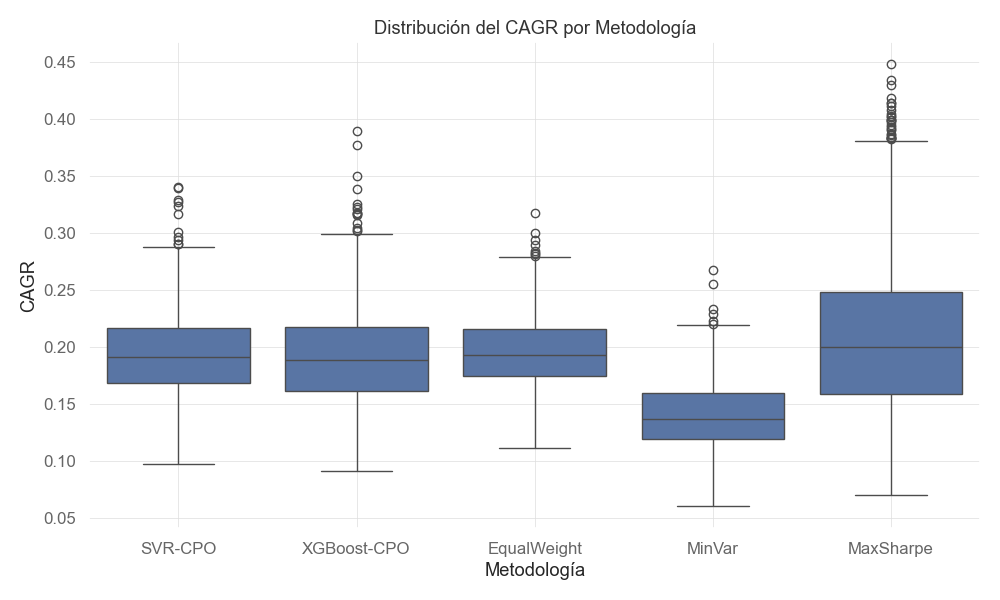 Distribución del CAGR por Metodología
CAGR
0.45
0.40
0.35
0.30
0.25
0.20
0.15
0.10
0.05
SVR-CPO
XGBoost-CPO
EqualWeight
MinVar
MaxSharpe
Metodología